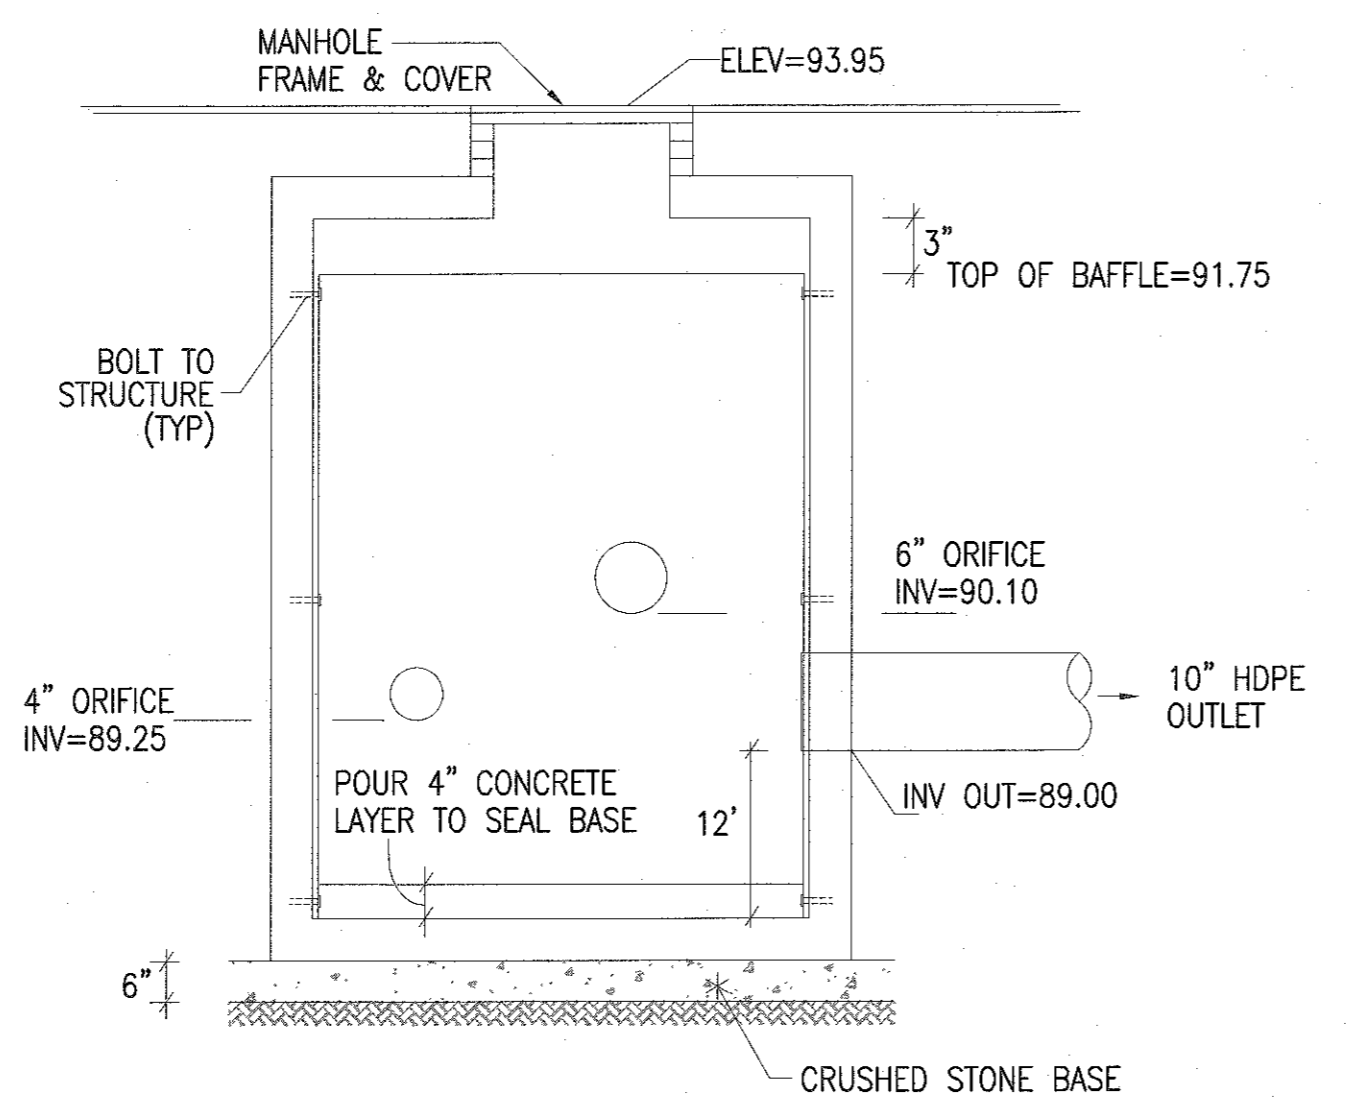 MANHOLE
FRAME & COVER
ELEV=93.95
3"
TOP OF BAFFLE=91.75
BOLT TO
STRUCTURE
(TYP)
6" ORIFICE
INV=90.10
4" ORIFICE
INV=89.25
10" HDPE
OUTLET
POUR 4" CONCRETE
LAYER TO SEAL BASE
12'
INV OUT=89.00
6"
CRUSHED STONE BASE